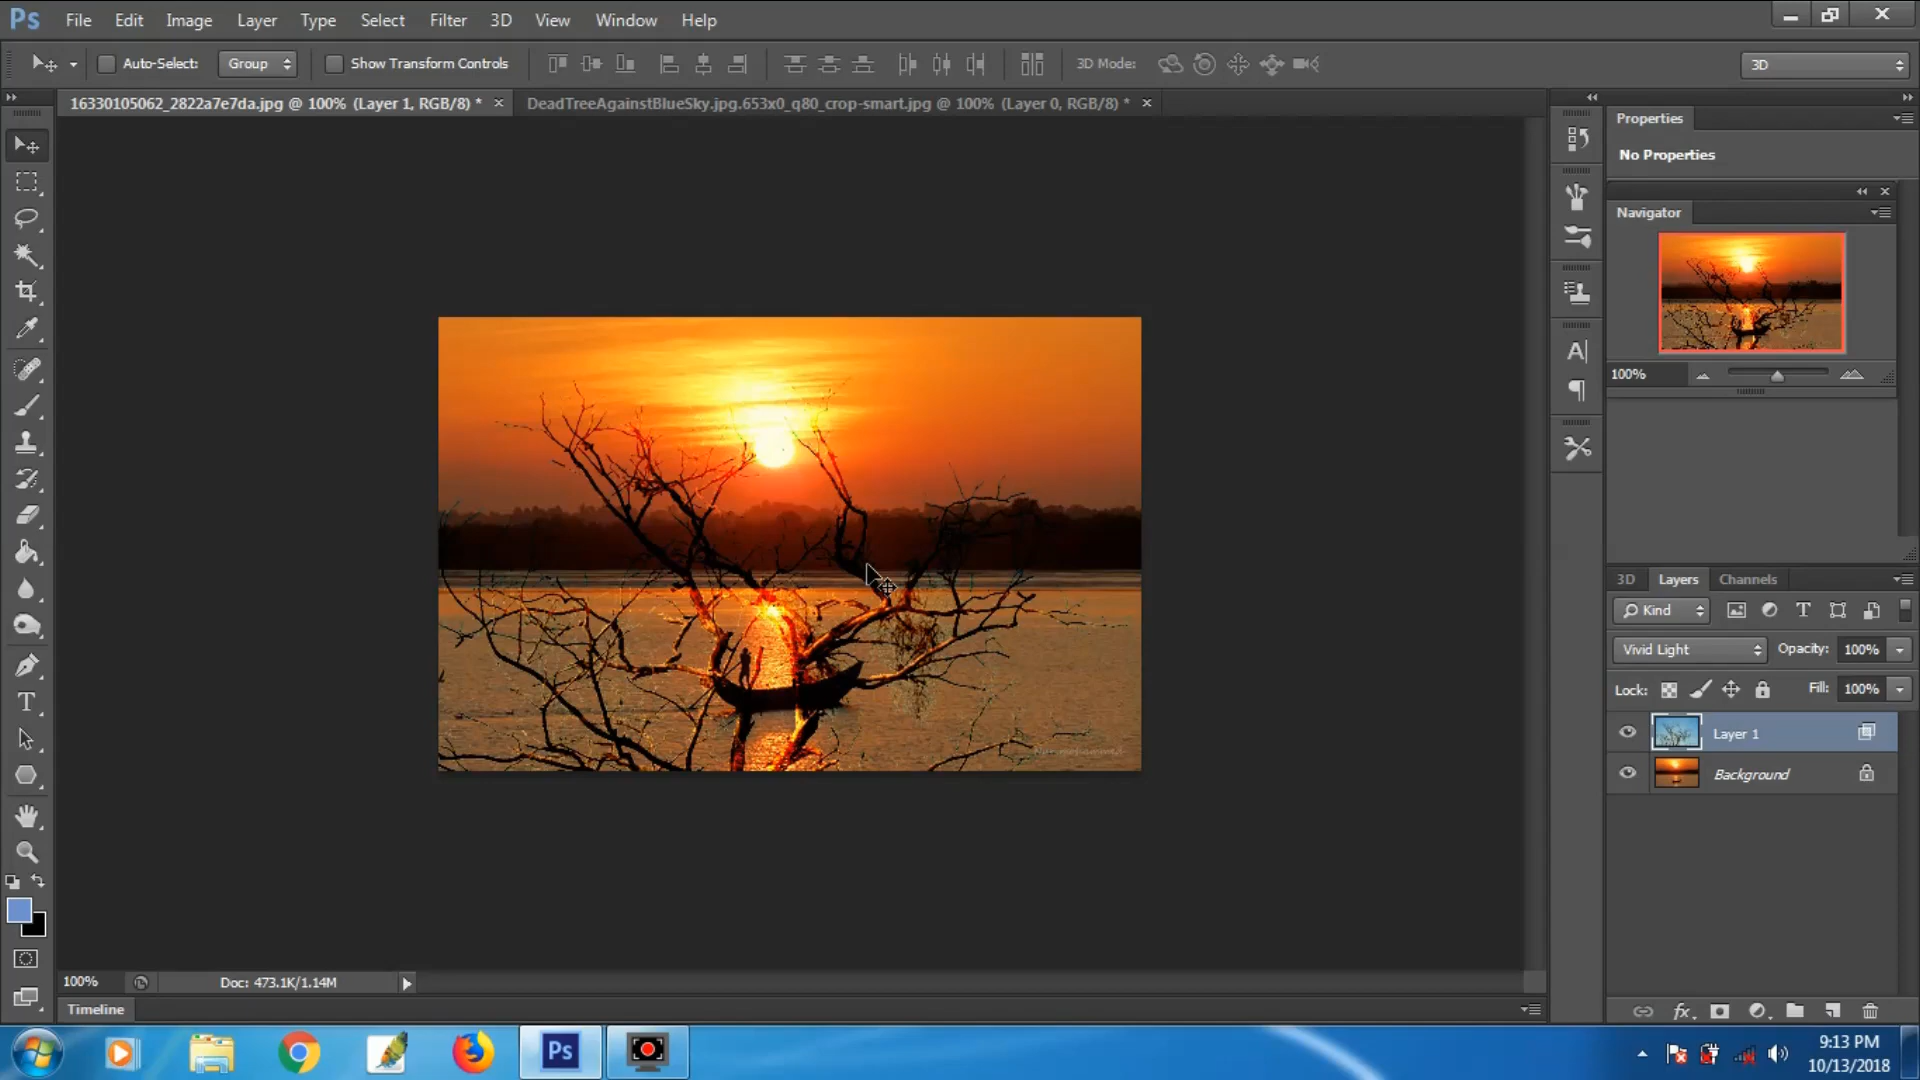 Ps File Edit Image Layer Type Select Filter 3D View Window Help
Auto-Select: Group Show Transform Controls 3D Mode: 3D
16330105062_2822a7e7da.jpg @ 100% (Layer 1, RGB/8) * DeadTreeAgainstBlueSky.jpg.653x0_q80_crop-smart.jpg @ 100% (Layer 0, RGB/8) *
Properties
No Properties
Navigator
100%
3D Layers Channels
Kind
Vivid Light Opacity: 100%
Lock: Fill: 100%
Layer 1
Background
100% Doc: 473.1K/1.14M
Timeline
Ps
9:13 PM
10/13/2018